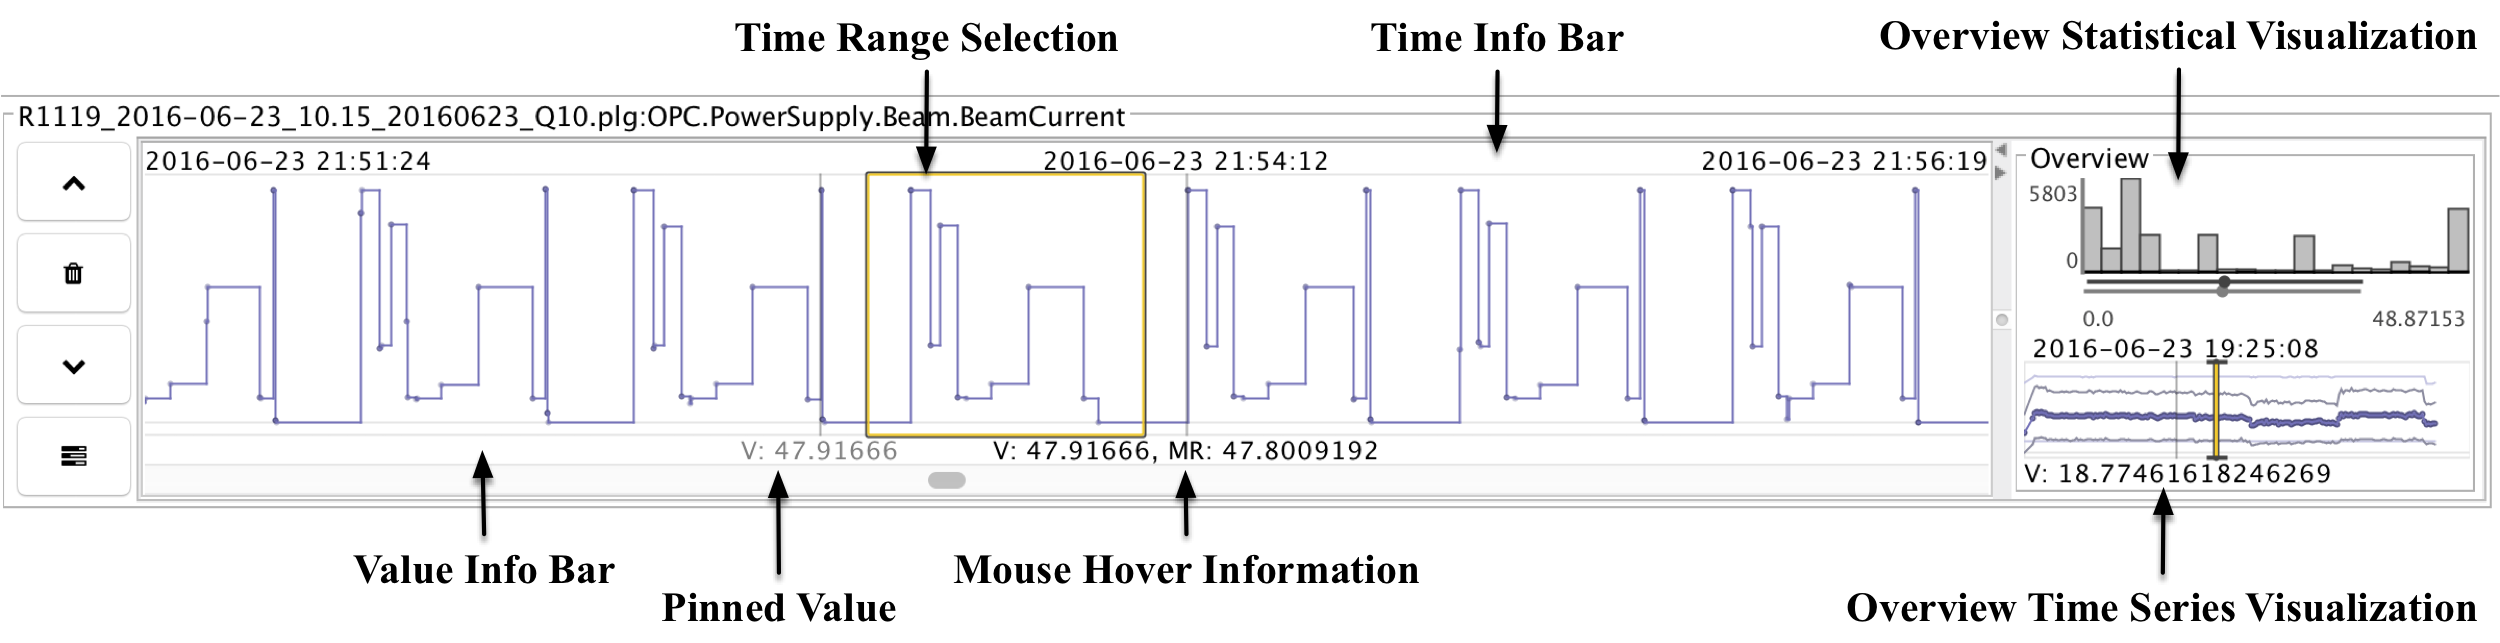 Time Range Selection
Time Info Bar
Overview Statistical Visualization
R1119_2016-06-23_10.15_20160623_Q10.plg:OPC.PowerSupply.Beam.BeamCurrent
2016-06-23 21:51:24
2016-06-23 21:54:12
2016-06-23 21:56:19
Overview
5803
0
0.0
48.87153
2016-06-23 19:25:08
V: 47.91666
V: 47.91666, MR: 47.8009192
V: 18.77461618246269
Value Info Bar
Mouse Hover Information
Pinned Value
Overview Time Series Visualization